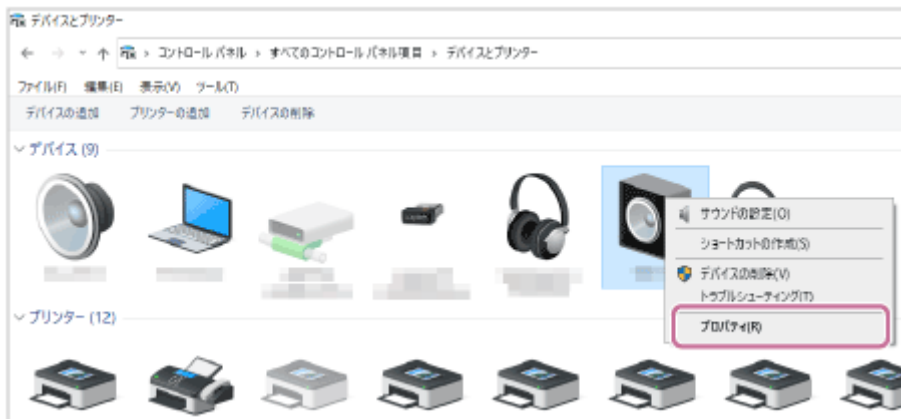 デバイスとプリンター
コントロール パネル › すべてのコントロール パネル項目 › デバイスとプリンター
ファイル(F) 編集(E) 表示(V) ツール(T)
デバイスの追加 プリンターの追加 デバイスの削除
デバイス (9)
サウンドの設定(O)
ショートカットの作成(S)
デバイスの削除(V)
トラブルシューティング(T)
プロパティ(R)
プリンター (12)